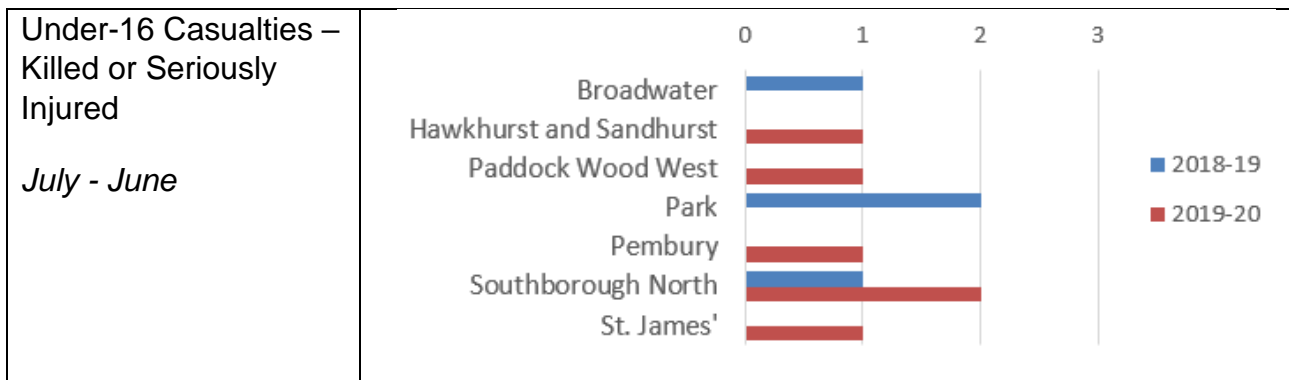 Under-16 Casualties –
Killed or Seriously
Injured
July - June
0 1 2 3
Broadwater
Hawkhurst and Sandhurst
Paddock Wood West
Park
Pembury
Southborough North
St. James'
2018-19
2019-20